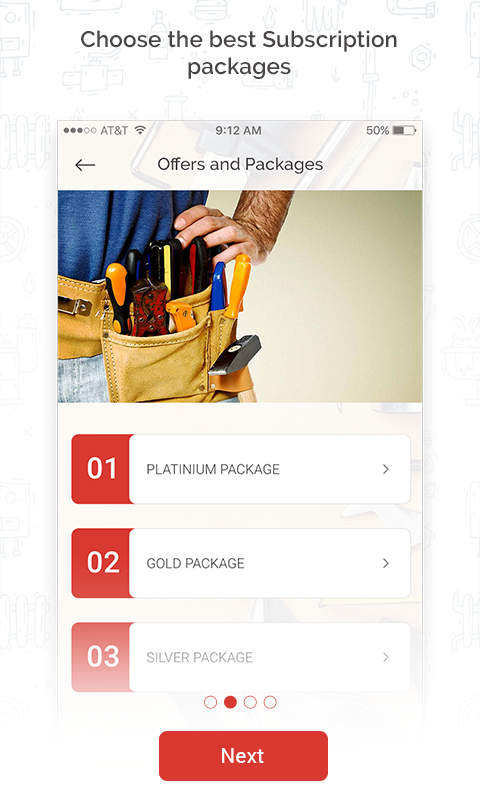 Choose the best Subscription
packages
AT&T 9:12 AM 50%
Offers and Packages
01 PLATINIUM PACKAGE
02 GOLD PACKAGE
03 SILVER PACKAGE
Next